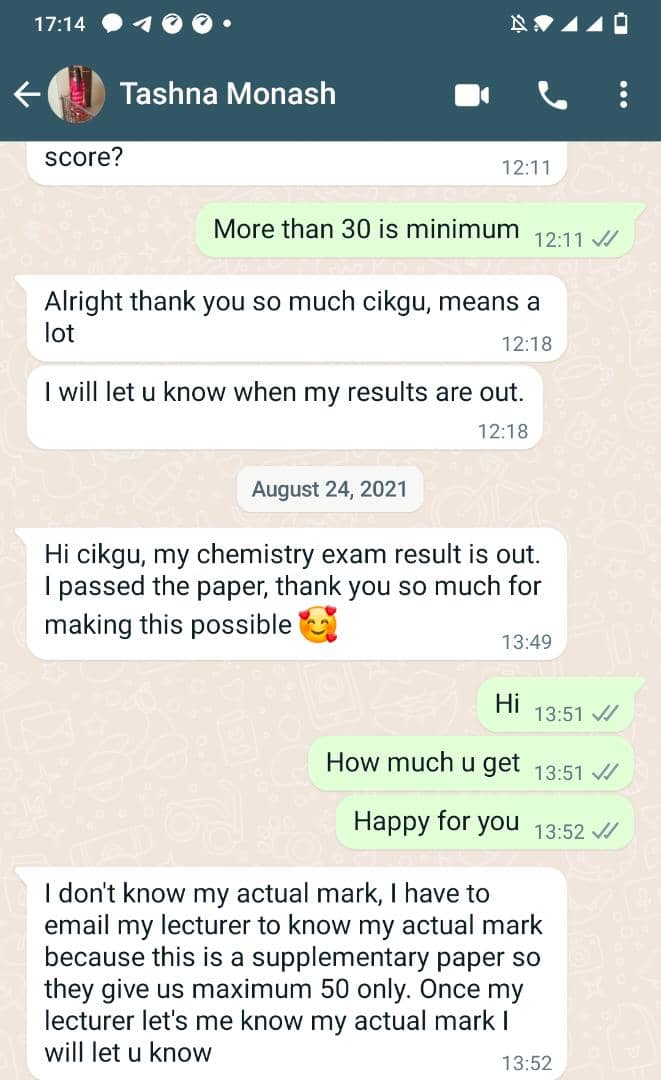 17:14
Tashna Monash
score?
12:11
More than 30 is minimum
12:11
Alright thank you so much cikgu, means a
lot
12:18
I will let u know when my results are out.
12:18
August 24, 2021
Hi cikgu, my chemistry exam result is out.
I passed the paper, thank you so much for
making this possible 🥰
13:49
Hi
13:51
How much u get
13:51
Happy for you
13:52
I don't know my actual mark, I have to
email my lecturer to know my actual mark
because this is a supplementary paper so
they give us maximum 50 only. Once my
lecturer let's me know my actual mark I
will let u know
13:52